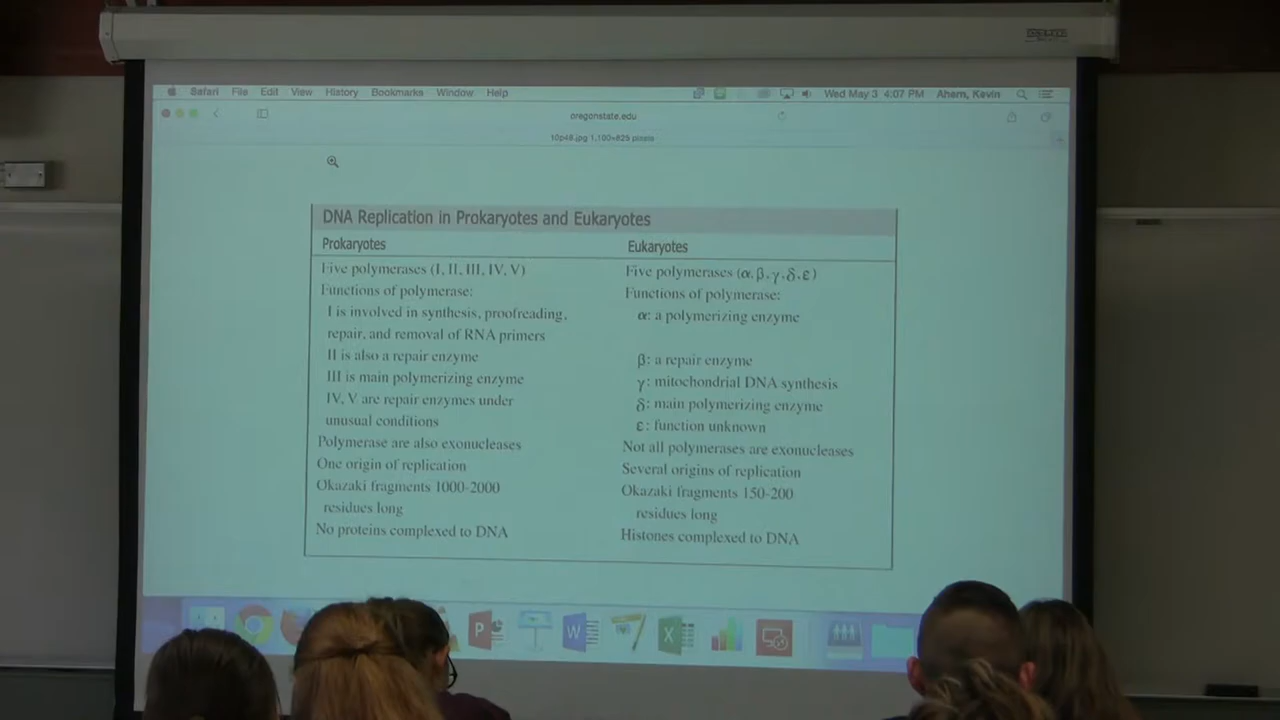 Safari File Edit View History Bookmarks Window Help Wed May 3 4:07 PM Ahern, Kevin
oregonstate.edu
10p48.jpg 1,100×825 pixels
DNA Replication in Prokaryotes and Eukaryotes
Prokaryotes Eukaryotes
Five polymerases (I, II, III, IV, V) Five polymerases (α, β, γ, δ, ε)
Functions of polymerase: Functions of polymerase:
I is involved in synthesis, proofreading, α: a polymerizing enzyme
repair, and removal of RNA primers
II is also a repair enzyme β: a repair enzyme
III is main polymerizing enzyme γ: mitochondrial DNA synthesis
IV, V are repair enzymes under δ: main polymerizing enzyme
unusual conditions ε: function unknown
Polymerase are also exonucleases Not all polymerases are exonucleases
One origin of replication Several origins of replication
Okazaki fragments 1000-2000 Okazaki fragments 150-200
residues long residues long
No proteins complexed to DNA Histones complexed to DNA
P W X